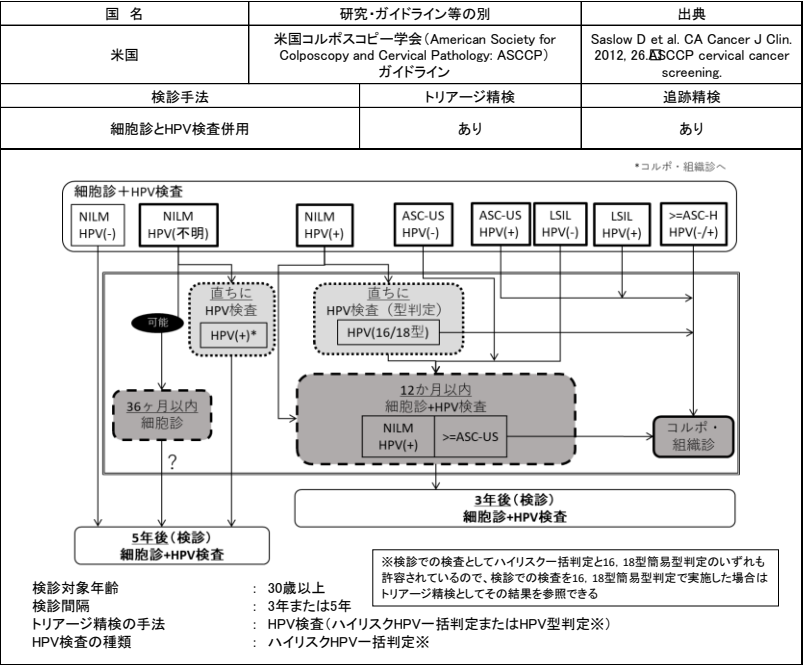 国 名
研究・ガイドライン等の別
出典
米国
米国コルポスコピー学会(American Society for
Colposcopy and Cervical Pathology: ASCCP)
ガイドライン
Saslow D et al. CA Cancer J Clin.
2012, 26. ASCCP cervical cancer
screening.
検診手法
トリアージ精検
追跡精検
細胞診とHPV検査併用
あり
あり
*コルポ・組織診へ
細胞診+HPV検査
NILM
HPV(-)
NILM
HPV(不明)
NILM
HPV(+)
ASC-US
HPV(-)
ASC-US
HPV(+)
LSIL
HPV(-)
LSIL
HPV(+)
>=ASC-H
HPV(-/+)
可能
直ちに
HPV検査
HPV(+)*
直ちに
HPV検査(型判定)
HPV(16/18型)
36ヶ月以内
細胞診
?
12か月以内
細胞診+HPV検査
NILM
HPV(+)
>=ASC-US
コルポ・
組織診
3年後(検診)
細胞診+HPV検査
5年後(検診)
細胞診+HPV検査
※検診での検査としてハイリスク一括判定と16, 18型簡易型判定のいずれも
許容されているので、検診での検査を16, 18型簡易型判定で実施した場合は
トリアージ精検としてその結果を参照できる
検診対象年齢 : 30歳以上
検診間隔 : 3年または5年
トリアージ精検の手法 : HPV検査(ハイリスクHPV一括判定またはHPV型判定※)
HPV検査の種類 : ハイリスクHPV一括判定※